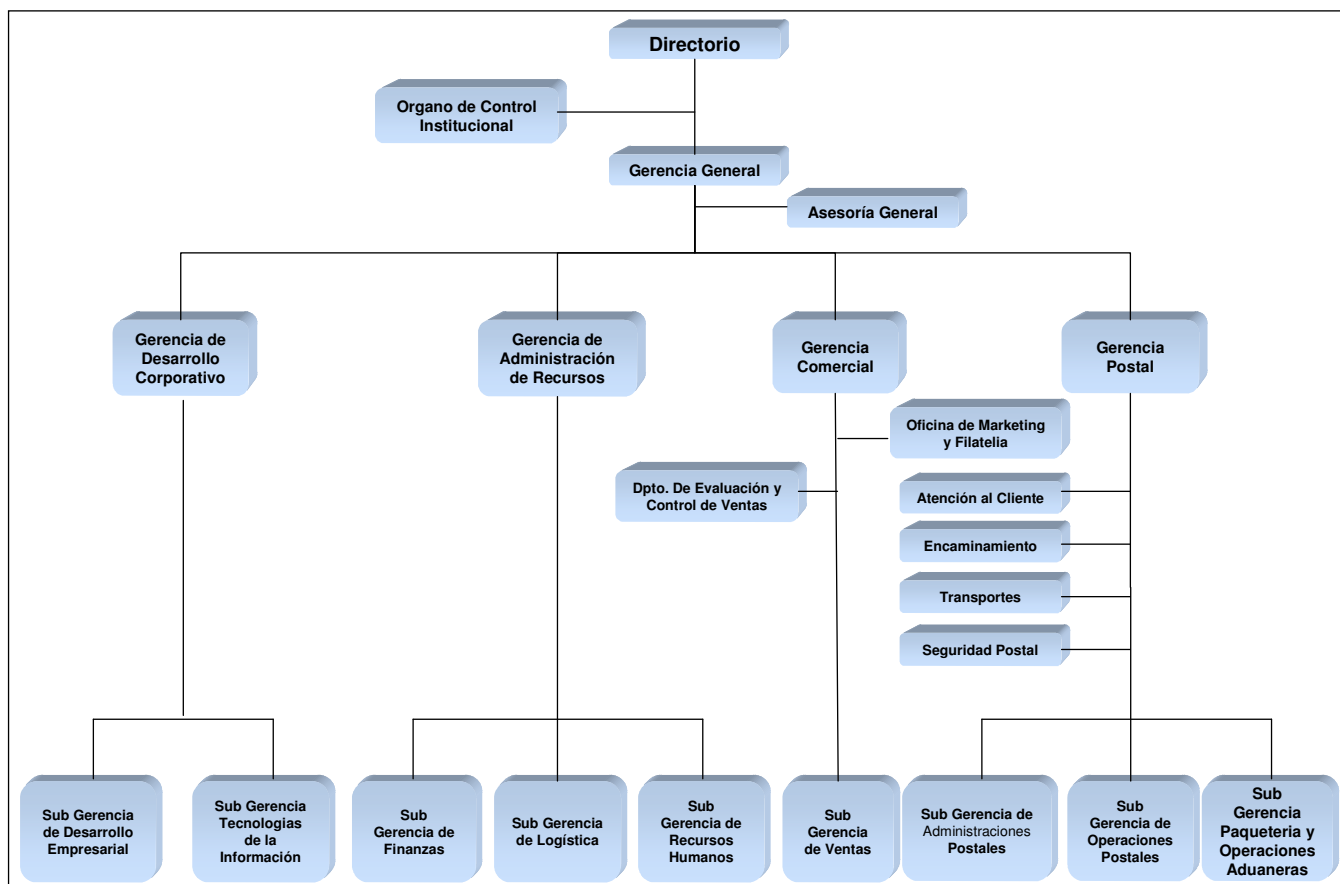 Directorio
Organo de Control
Institucional
Gerencia General
Asesoría General
Gerencia de
Desarrollo
Corporativo
Gerencia de
Administración
de Recursos
Gerencia
Comercial
Gerencia
Postal
Oficina de Marketing
y Filatelia
Dpto. De Evaluación y
Control de Ventas
Atención al Cliente
Encaminamiento
Transportes
Seguridad Postal
Sub Gerencia
de Desarrollo
Empresarial
Sub Gerencia
Tecnologias
de la
Información
Sub
Gerencia de
Finanzas
Sub Gerencia
de Logística
Sub
Gerencia de
Recursos
Humanos
Sub
Gerencia
de Ventas
Sub Gerencia de
Administraciones
Postales
Sub
Gerencia de
Operaciones
Postales
Sub
Gerencia
Paqueteria y
Operaciones
Aduaneras